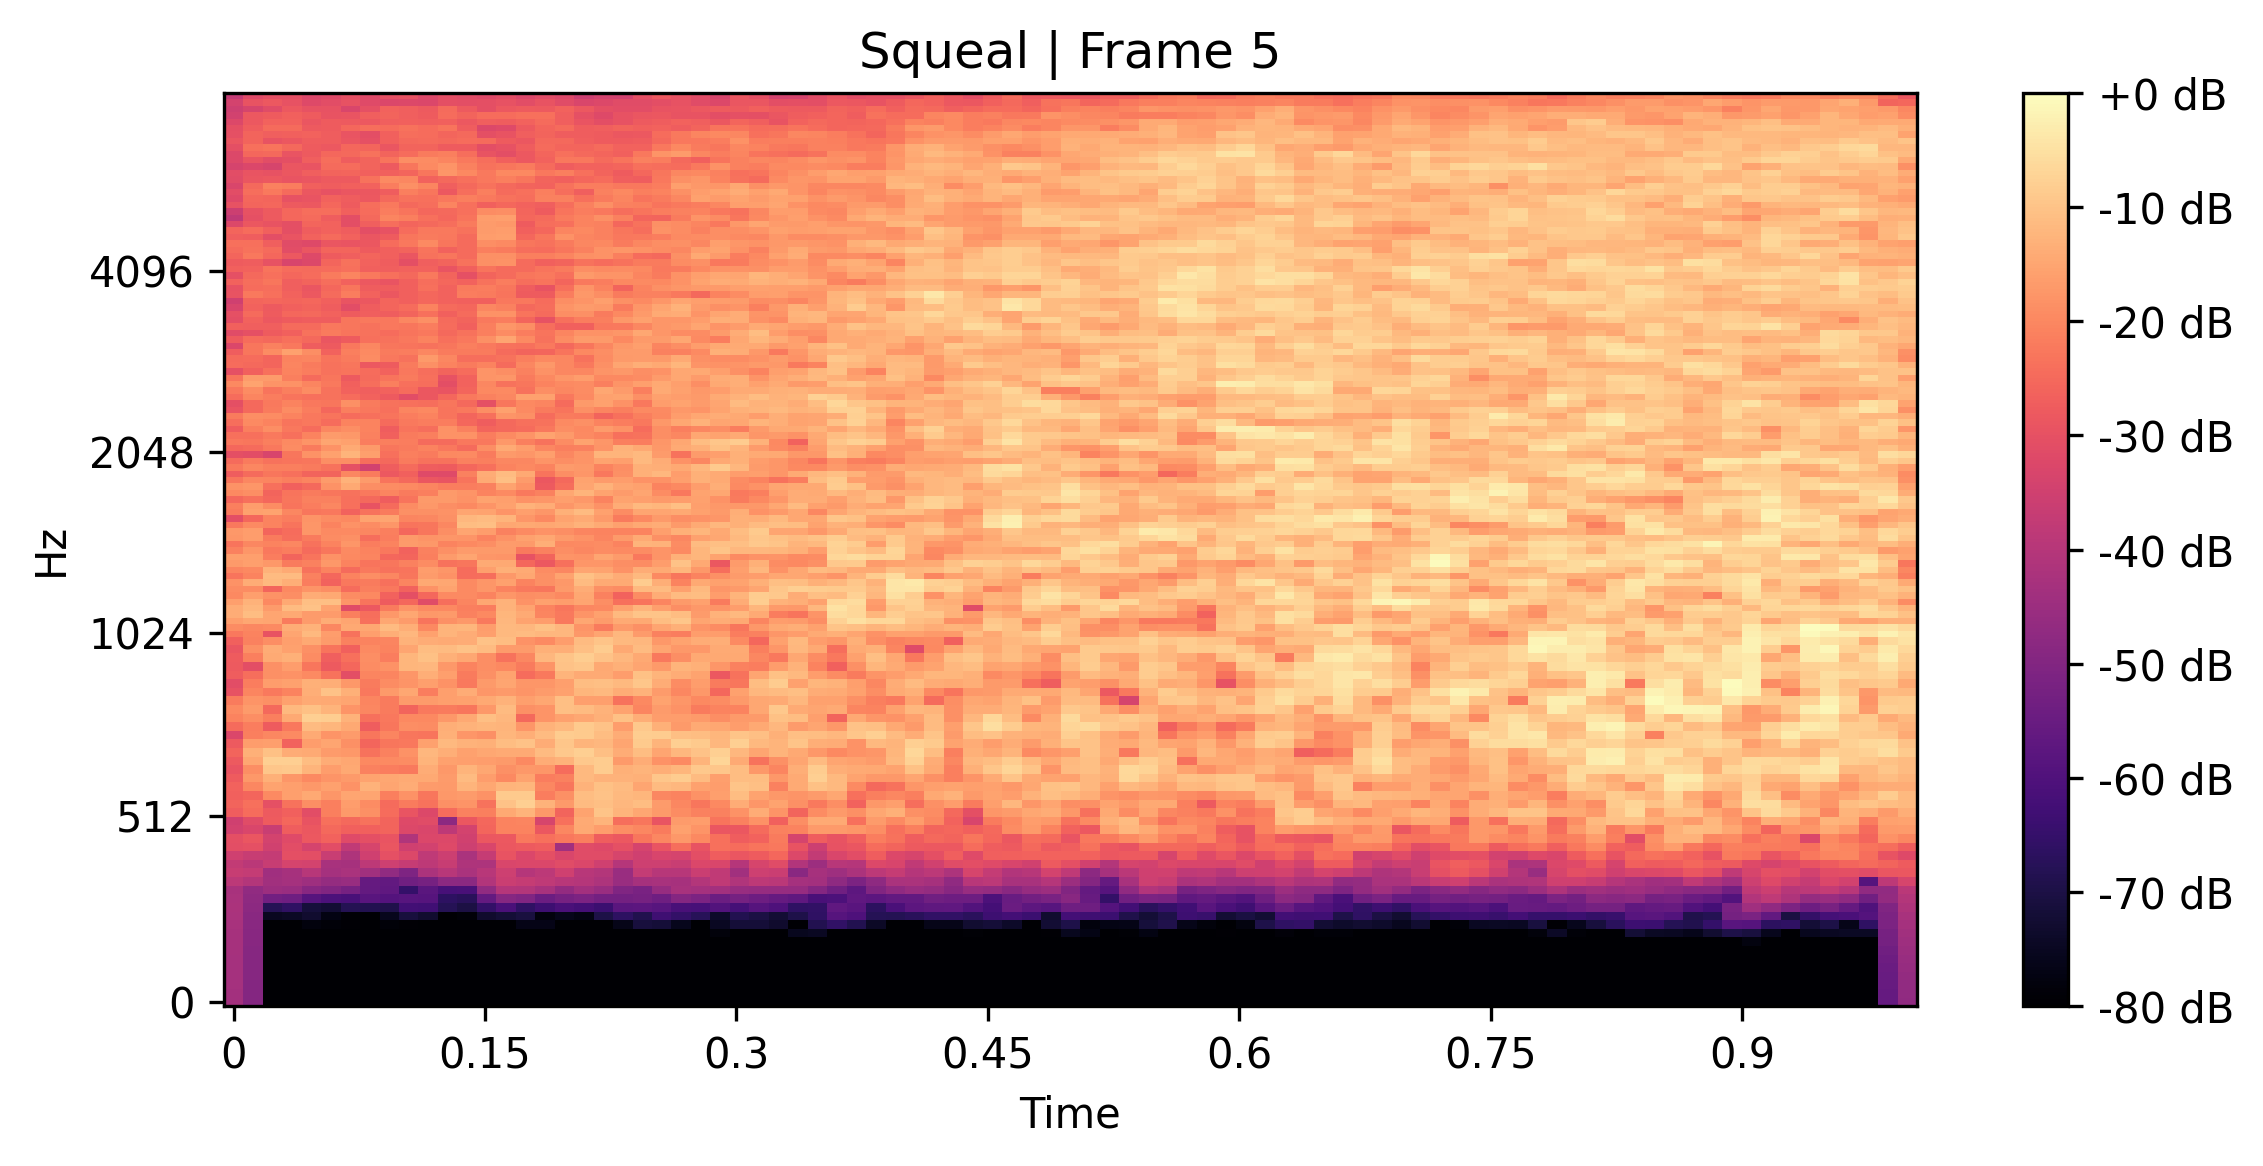 Squeal | Frame 5
Hz
4096
2048
1024
512
0
0 0.15 0.3 0.45 0.6 0.75 0.9
Time
+0 dB
-10 dB
-20 dB
-30 dB
-40 dB
-50 dB
-60 dB
-70 dB
-80 dB